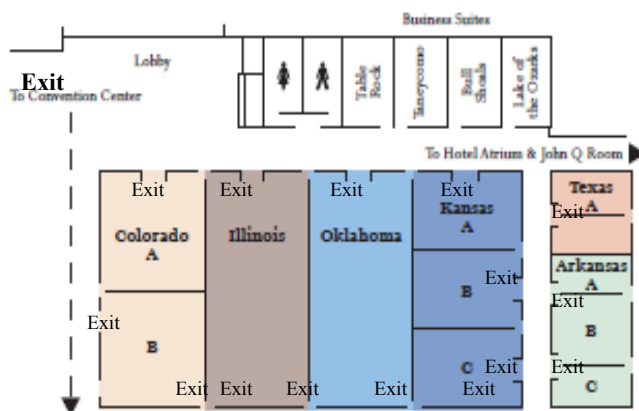 Business Suites
Lobby
Exit
To Convention Center
Table
Rock
Taneycomo
Bull
Shoals
Lake of
the Ozarks
To Hotel Atrium & John Q Room
Exit
Exit
Exit
Exit
Colorado
A
Illinois
Oklahoma
Kansas
A
Texas
A
Exit
Arkansas
A
Exit
B
Exit
Exit
B
B
C
Exit
Exit
C
Exit
Exit
Exit
Exit
Exit